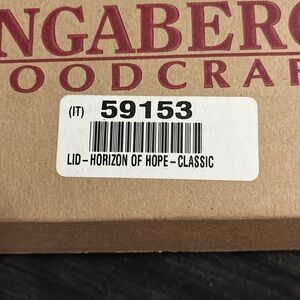 NGABERG
OODCRAF
(IT) 59153
LID-HORIZON OF HOPE-CLASSIC